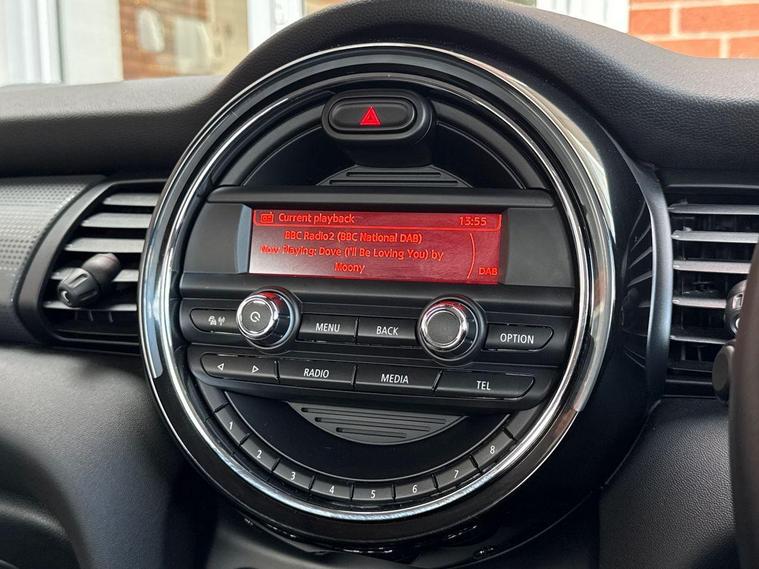 Current playback 13:55
BBC Radio2 (BBC National DAB)
Now Playing: Dove (I'll Be Loving You) by
Moony
DAB
MENU BACK OPTION
RADIO MEDIA TEL
1 2 3 4 5 6 7 8